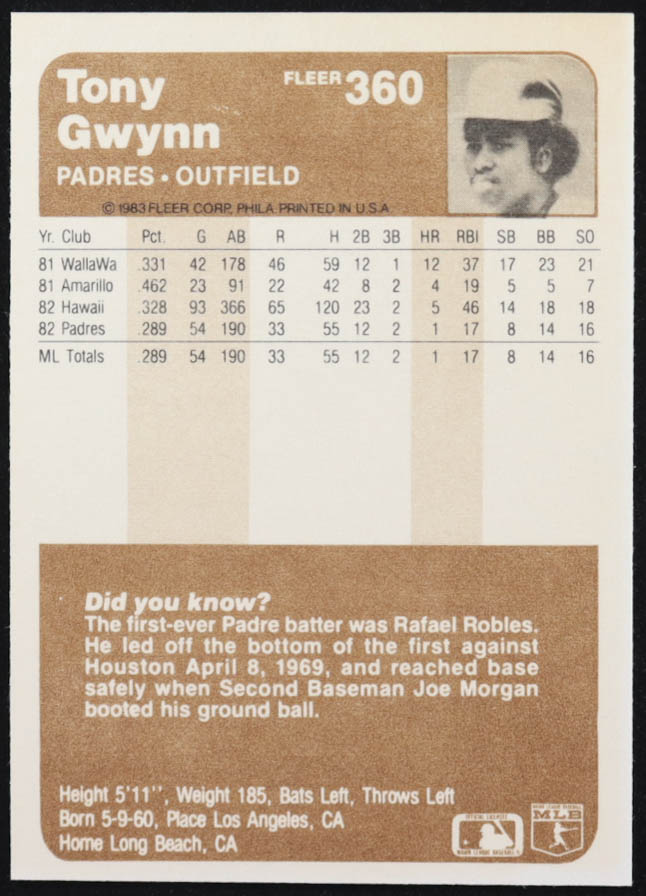 Tony
Gwynn
FLEER 360
PADRES • OUTFIELD
© 1983 FLEER CORP. PHILA. PRINTED IN U.S.A.
Yr. Club Pct. G AB R H 2B 3B HR RBI SB BB SO
81 WallaWa .331 42 178 46 59 12 1 12 37 17 23 21
81 Amarillo .462 23 91 22 42 8 2 4 19 5 5 7
82 Hawaii .328 93 366 65 120 23 2 5 46 14 18 18
82 Padres .289 54 190 33 55 12 2 1 17 8 14 16
ML Totals .289 54 190 33 55 12 2 1 17 8 14 16
Did you know?
The first-ever Padre batter was Rafael Robles.
He led off the bottom of the first against
Houston April 8, 1969, and reached base
safely when Second Baseman Joe Morgan
booted his ground ball.
Height 5'11'', Weight 185, Bats Left, Throws Left
Born 5-9-60, Place Los Angeles, CA
Home Long Beach, CA
OFFICIAL LICENSEE
MAJOR LEAGUE BASEBALL
MAJOR LEAGUE BASEBALL
MLB